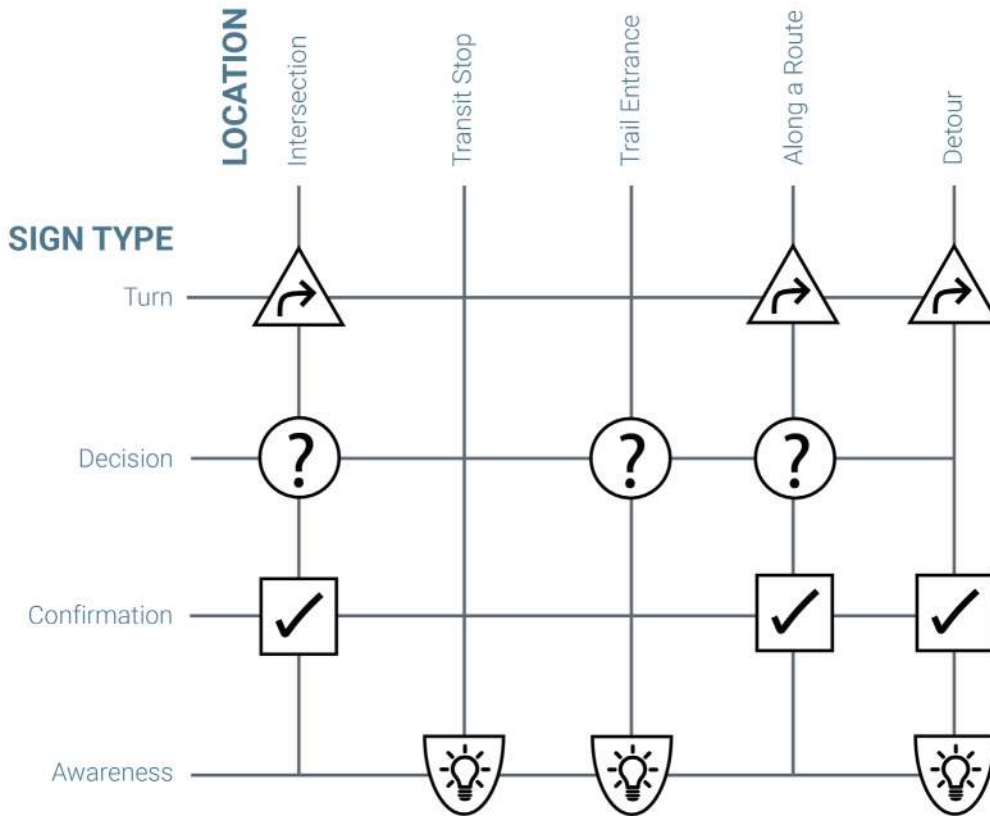 LOCATION
Intersection
Transit Stop
Trail Entrance
Along a Route
Detour
SIGN TYPE
Turn
Decision
?
?
?
Confirmation
Awareness